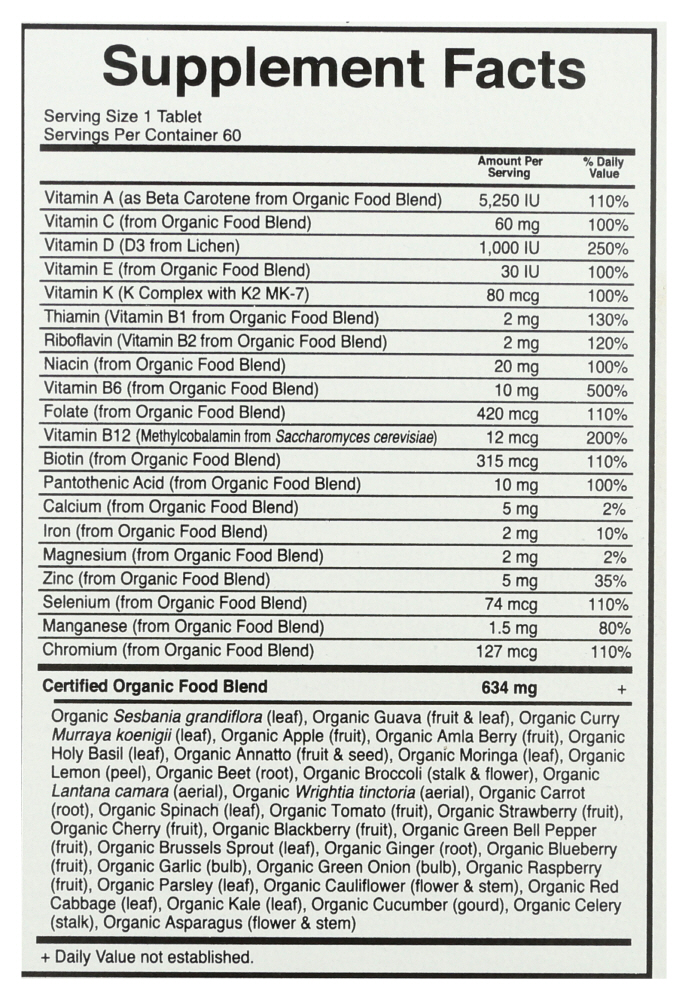 Supplement Facts
Serving Size 1 Tablet
Servings Per Container 60
Amount Per Serving % Daily Value
Vitamin A (as Beta Carotene from Organic Food Blend) 5,250 IU 110%
Vitamin C (from Organic Food Blend) 60 mg 100%
Vitamin D (D3 from Lichen) 1,000 IU 250%
Vitamin E (from Organic Food Blend) 30 IU 100%
Vitamin K (K Complex with K2 MK-7) 80 mcg 100%
Thiamin (Vitamin B1 from Organic Food Blend) 2 mg 130%
Riboflavin (Vitamin B2 from Organic Food Blend) 2 mg 120%
Niacin (from Organic Food Blend) 20 mg 100%
Vitamin B6 (from Organic Food Blend) 10 mg 500%
Folate (from Organic Food Blend) 420 mcg 110%
Vitamin B12 (Methylcobalamin from Saccharomyces cerevisiae) 12 mcg 200%
Biotin (from Organic Food Blend) 315 mcg 110%
Pantothenic Acid (from Organic Food Blend) 10 mg 100%
Calcium (from Organic Food Blend) 5 mg 2%
Iron (from Organic Food Blend) 2 mg 10%
Magnesium (from Organic Food Blend) 2 mg 2%
Zinc (from Organic Food Blend) 5 mg 35%
Selenium (from Organic Food Blend) 74 mcg 110%
Manganese (from Organic Food Blend) 1.5 mg 80%
Chromium (from Organic Food Blend) 127 mcg 110%
Certified Organic Food Blend 634 mg +
Organic Sesbania grandiflora (leaf), Organic Guava (fruit & leaf), Organic Curry
Murraya koenigii (leaf), Organic Apple (fruit), Organic Amla Berry (fruit), Organic
Holy Basil (leaf), Organic Annatto (fruit & seed), Organic Moringa (leaf), Organic
Lemon (peel), Organic Beet (root), Organic Broccoli (stalk & flower), Organic
Lantana camara (aerial), Organic Wrightia tinctoria (aerial), Organic Carrot
(root), Organic Spinach (leaf), Organic Tomato (fruit), Organic Strawberry (fruit),
Organic Cherry (fruit), Organic Blackberry (fruit), Organic Green Bell Pepper
(fruit), Organic Brussels Sprout (leaf), Organic Ginger (root), Organic Blueberry
(fruit), Organic Garlic (bulb), Organic Green Onion (bulb), Organic Raspberry
(fruit), Organic Parsley (leaf), Organic Cauliflower (flower & stem), Organic Red
Cabbage (leaf), Organic Kale (leaf), Organic Cucumber (gourd), Organic Celery
(stalk), Organic Asparagus (flower & stem)
+ Daily Value not established.